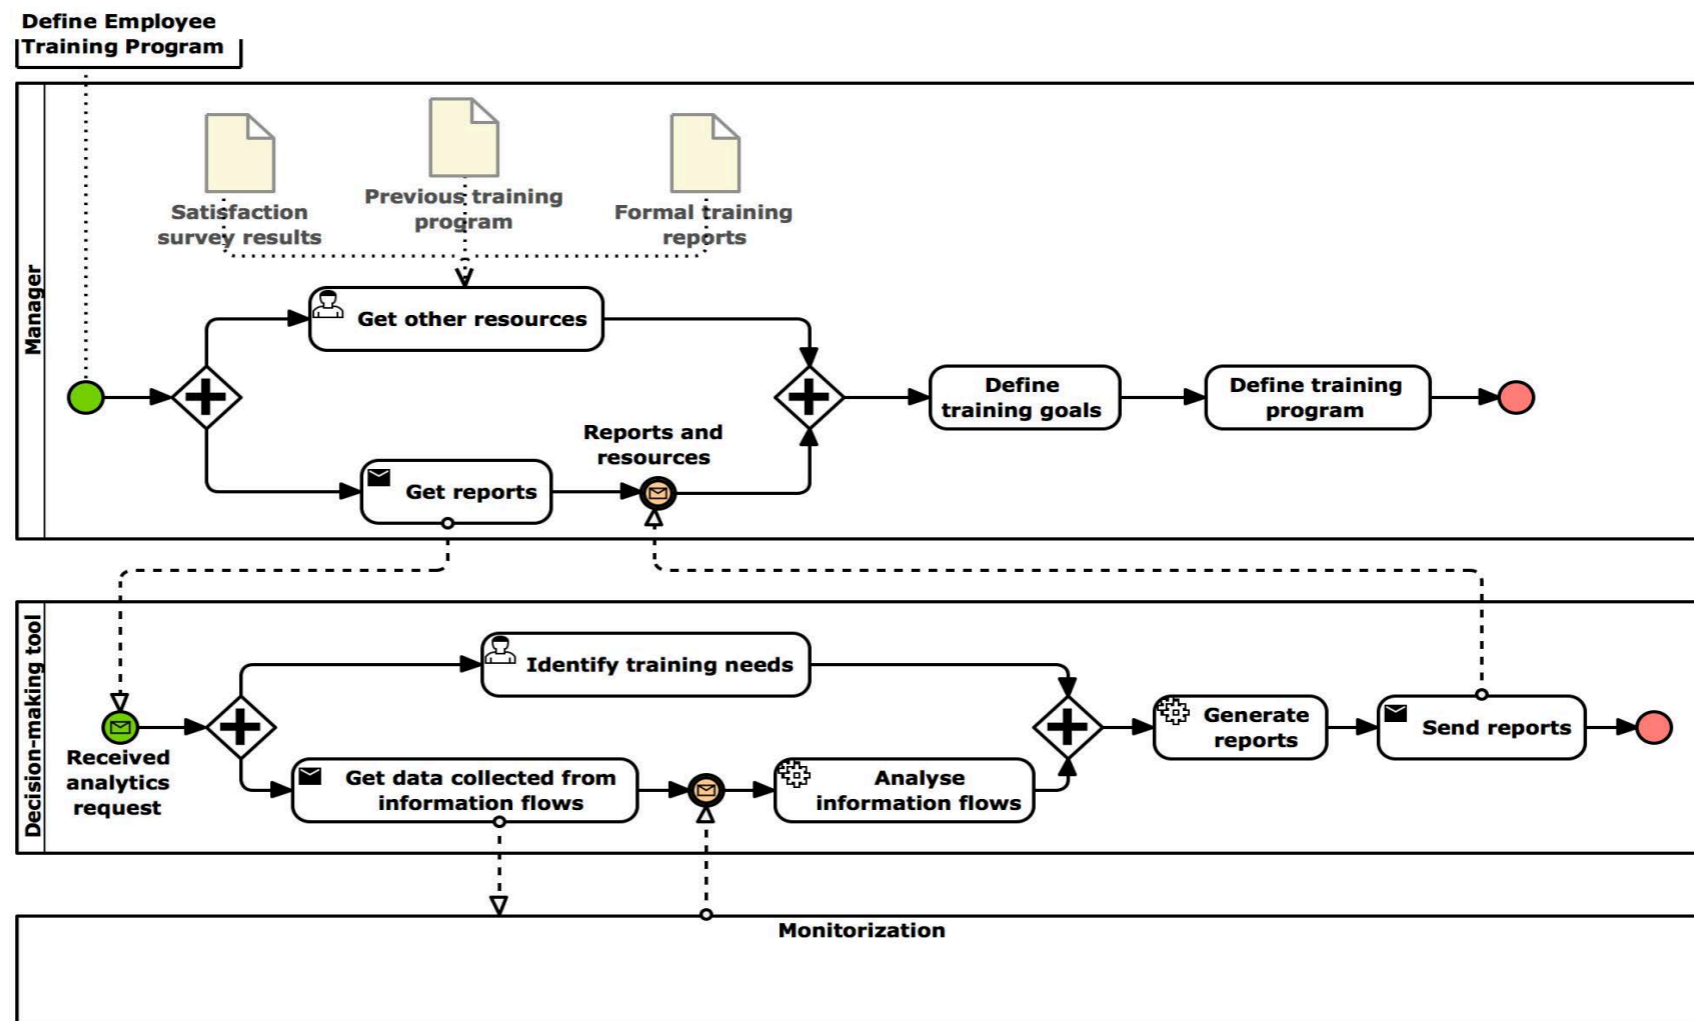 Define Employee
Training Program
Manager
Satisfaction
survey results
Previous training
program
Formal training
reports
Get other resources
Reports and
resources
Get reports
Define
training goals
Define training
program
Decision-making tool
Received
analytics
request
Identify training needs
Get data collected from
information flows
Analyse
information flows
Generate
reports
Send reports
Monitorization